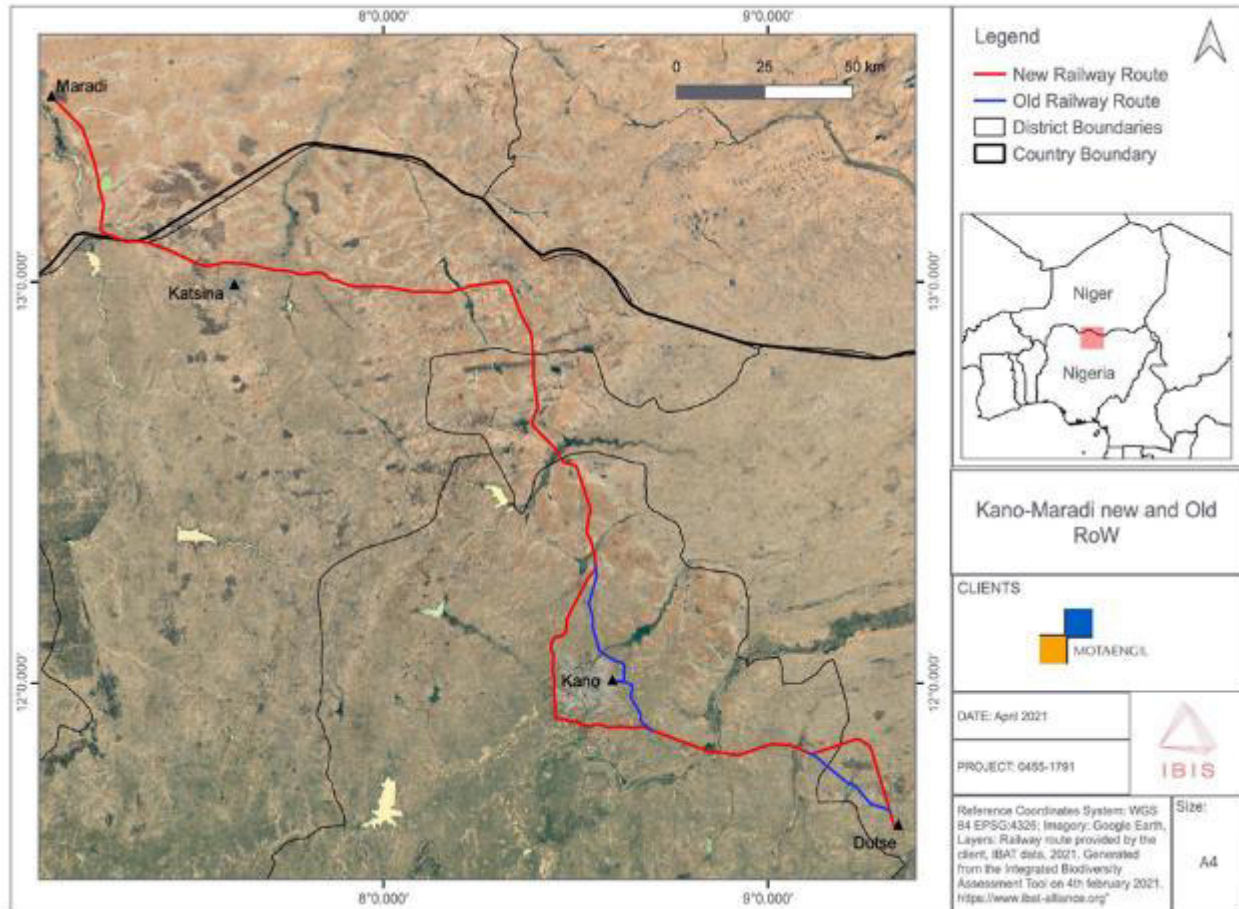 8°0.000'
9°0.000'
Maradi
0 25 50 km
13°0.000'
13°0.000'
Katsina
Kano
12°0.000'
12°0.000'
Dutse
8°0.000'
9°0.000'
Legend
New Railway Route
Old Railway Route
District Boundaries
Country Boundary
Niger
Nigeria
Kano-Maradi new and Old
RoW
CLIENTS
MOTAENGIL
DATE: April 2021
PROJECT: 0455-1791
IBIS
Reference Coordinates System: WGS
84 EPSG:4326; Imagery: Google Earth,
Layers: Railway route provided by the
client, IBAT data, 2021. Generated
from the Integrated Biodiversity
Assessment Tool on 4th february 2021.
https://www.ibat-alliance.org"
Size:
A4